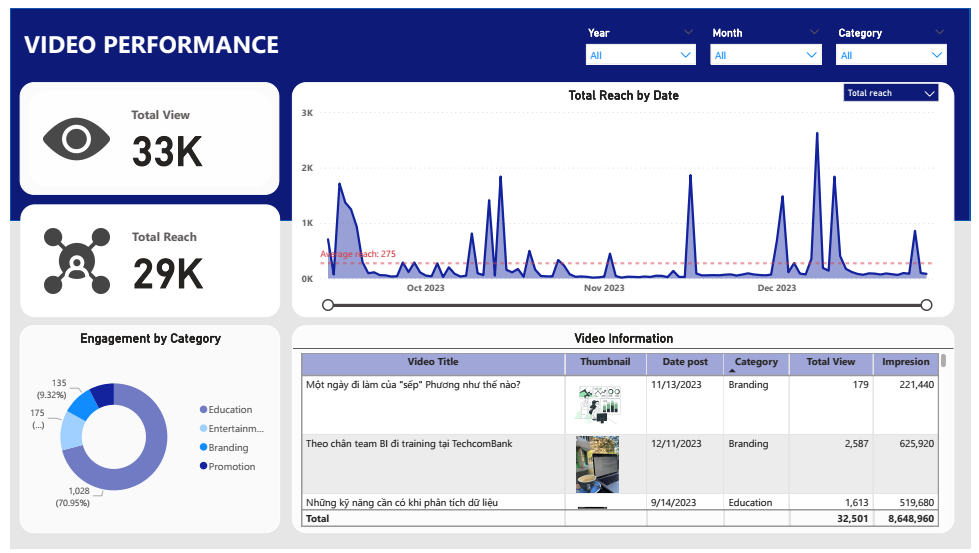 VIDEO PERFORMANCE
Year
Month
Category
All
All
All
Total View
33K
Total Reach
29K
Total Reach by Date
Total reach
3K
2K
1K
0K
Average reach: 275
Oct 2023
Nov 2023
Dec 2023
Engagement by Category
135
(9.32%)
175
(...)
1,028
(70.95%)
Education
Entertainm...
Branding
Promotion
Video Information
Video Title Thumbnail Date post Category Total View Impresion
Một ngày đi làm của "sếp" Phương như thế nào? 11/13/2023 Branding 179 221,440
Theo chân team BI đi training tại TechcomBank 12/11/2023 Branding 2,587 625,920
Những kỹ năng cần có khi phân tích dữ liệu 9/14/2023 Education 1,613 519,680
Total 32,501 8,648,960